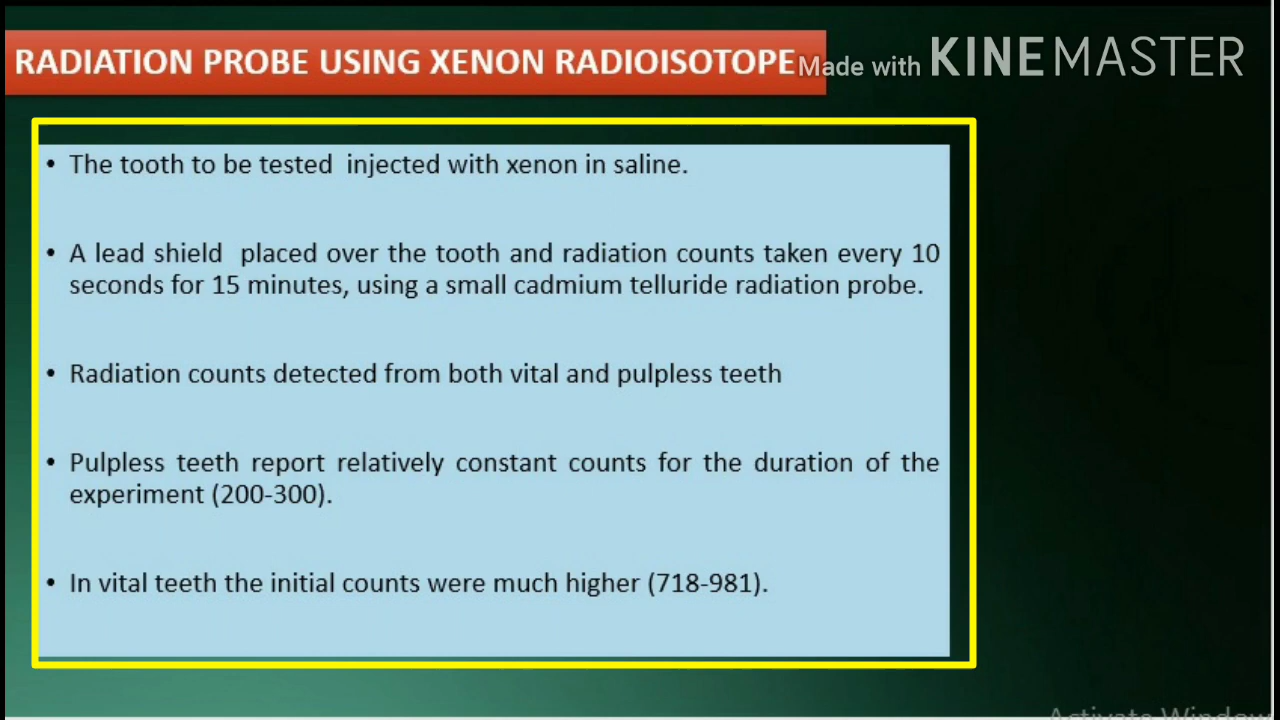 RADIATION PROBE USING XENON RADIOISOTOPE
Made with KINEMASTER
• The tooth to be tested injected with xenon in saline.
• A lead shield placed over the tooth and radiation counts taken every 10
seconds for 15 minutes, using a small cadmium telluride radiation probe.
• Radiation counts detected from both vital and pulpless teeth
• Pulpless teeth report relatively constant counts for the duration of the
experiment (200-300).
• In vital teeth the initial counts were much higher (718-981).
Activate Window